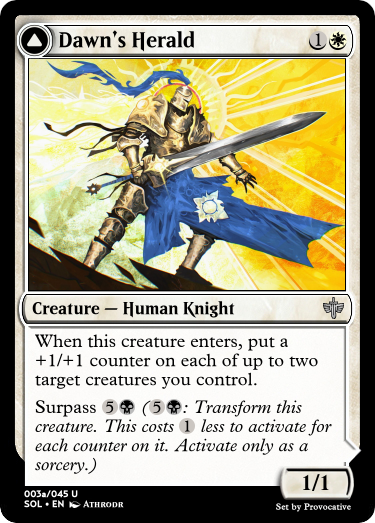 Dawn's Herald 1
Creature — Human Knight
When this creature enters, put a
+1/+1 counter on each of up to two
target creatures you control.
Surpass 5 (5: Transform this
creature. This costs 1 less to activate for
each counter on it. Activate only as a
sorcery.)
1/1
003a/045 U
SOL • EN Athrodr
Set by Provocative